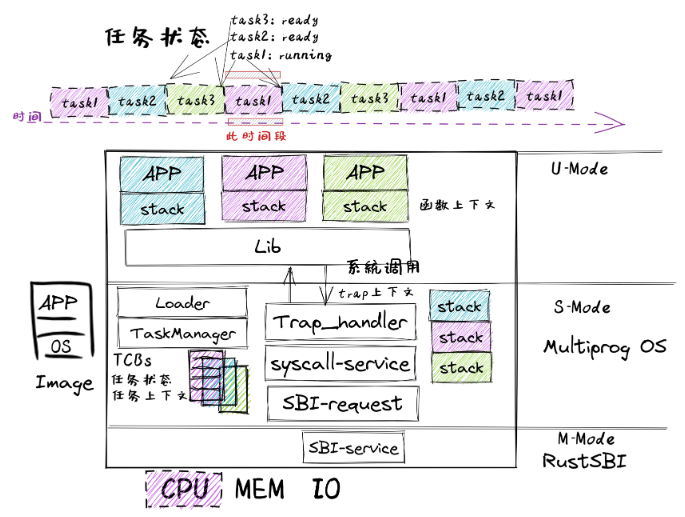 任务状态
task3: ready
task2: ready
task1: running
task1 task2 task3 task1 task2 task3 task1 task2 task1
时间
此时间段
U-Mode
APP APP APP
stack stack stack
函数上下文
Lib
系统调用
trap上下文
APP
OS
Image
Loader
TaskManager
TCBs
任务状态
任务上下文
Trap_handler
syscall-service
SBI-request
stack
stack
stack
S-Mode
Multiprog OS
SBI-service
M-Mode
RustSBI
CPU MEM IO